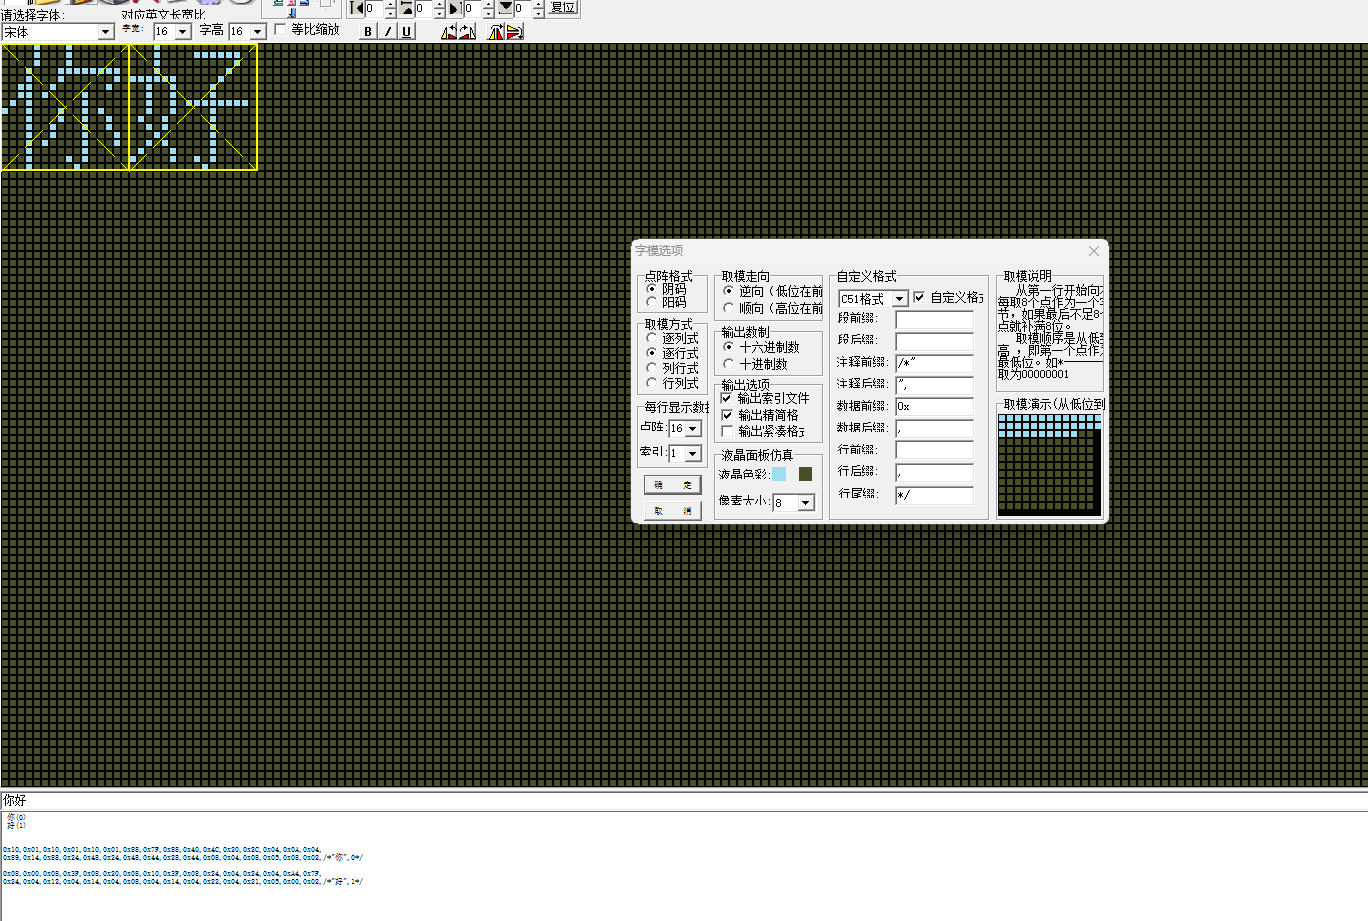 请选择字体:
对应英文长宽比
0
0
0
0
复位
宋体
字宽:
16
字高
16
等比缩放
B I U
你好
字模选项
点阵格式
阴码
阳码
取模方式
逐列式
逐行式
列行式
行列式
每行显示数
点阵:
16
索引:
1
确 定
取 消
取模走向
逆向(低位在前
顺向(高位在前
输出数制
十六进制数
十进制数
输出选项
输出索引文件
输出精简格
输出紧凑格
液晶面板仿真
液晶色彩:
像素大小:
8
自定义格式
C51格式
自定义格
段前缀:
段后缀:
注释前缀:
/*"
注释后缀:
",
数据前缀:
0x
数据后缀:
,
行前缀:
行后缀:
,
行尾缀:
*/
取模说明
从第一行开始向
每取8个点作为一个
节,如果最后不足8
点就补满8位。
取模顺序是从低
高,即第一个点作
最低位。如*
取为00000001
取模演示(从低位到
你好
你(0)
好(1)
0x10,0x01,0x10,0x01,0x10,0x01,0x88,0x7F,0x88,0x40,0x4C,0x20,0x2C,0x04,0x0A,0x04,
0x89,0x14,0x88,0x24,0x48,0x24,0x48,0x44,0x28,0x44,0x08,0x04,0x08,0x05,0x08,0x02,/*"你",0*/
0x08,0x00,0x08,0x3F,0x08,0x20,0x08,0x10,0x3F,0x08,0x24,0x04,0x24,0x04,0xA4,0x7F,
0x24,0x04,0x12,0x04,0x14,0x04,0x08,0x04,0x14,0x04,0x22,0x04,0x21,0x05,0x00,0x02,/*"好",1*/